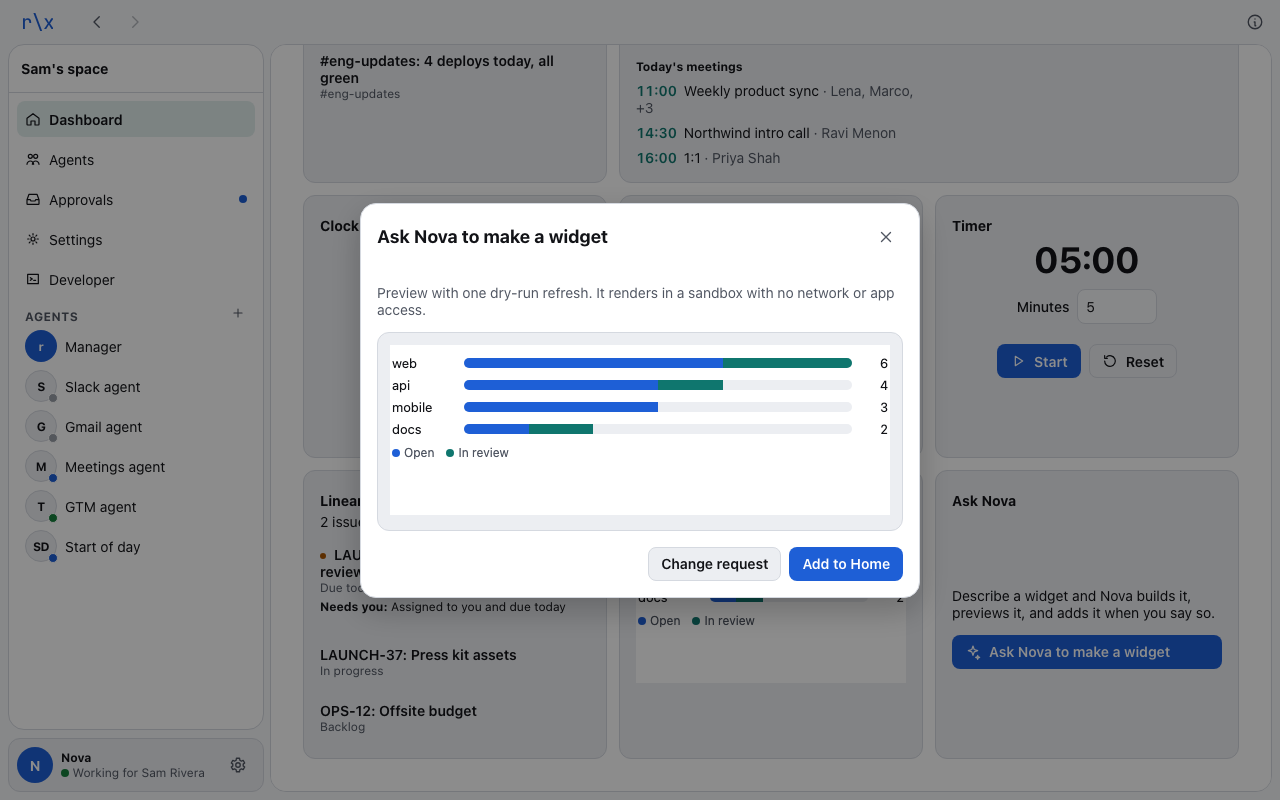 r\x
Sam's space
Dashboard
Agents
Approvals
Settings
Developer
AGENTS
r
Manager
S
Slack agent
G
Gmail agent
M
Meetings agent
T
GTM agent
SD
Start of day
N
Nova
Working for Sam Rivera
#eng-updates: 4 deploys today, all
green
#eng-updates
Today's meetings
11:00 Weekly product sync · Lena, Marco,
+3
14:30 Northwind intro call · Ravi Menon
16:00 1:1 · Priya Shah
Clock
Timer
05:00
Minutes 5
Start
Reset
Ask Nova to make a widget
Preview with one dry-run refresh. It renders in a sandbox with no network or app
access.
web 6
api 4
mobile 3
docs 2
Open In review
Change request
Add to Home
2 issu
review
Needs you: Assigned to you and due today
LAUNCH-37: Press kit assets
In progress
OPS-12: Offsite budget
Backlog
docs 2
Open In review
Ask Nova
Describe a widget and Nova builds it,
previews it, and adds it when you say so.
Ask Nova to make a widget